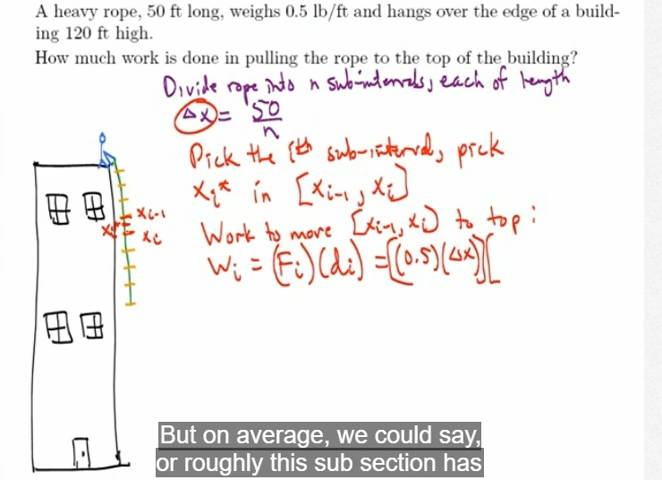 A heavy rope, 50 ft long, weighs 0.5 lb/ft and hangs over the edge of a build-
ing 120 ft high.
How much work is done in pulling the rope to the top of the building?
Divide rope into n sub-intervals, each of length
Δx = 50/n
Pick the ith sub-interval, pick
xᵢ* in [xᵢ₋₁, xᵢ]
Work to move [xᵢ₋₁, xᵢ] to top:
Wᵢ = (Fᵢ)(dᵢ) = [(0.5)(Δx)][
xᵢ₋₁
xᵢ* xᵢ
But on average, we could say,
or roughly this sub section has